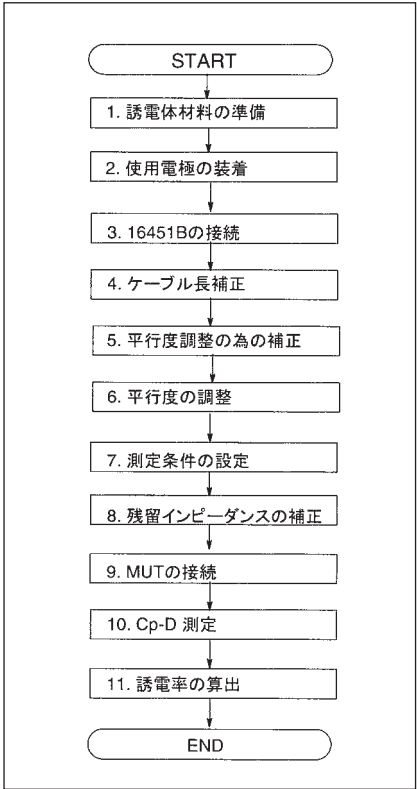 START
1. 誘電体材料の準備
2. 使用電極の装着
3. 16451Bの接続
4. ケーブル長補正
5. 平行度調整の為の補正
6. 平行度の調整
7. 測定条件の設定
8. 残留インピーダンスの補正
9. MUTの接続
10. Cp-D 測定
11. 誘電率の算出
END